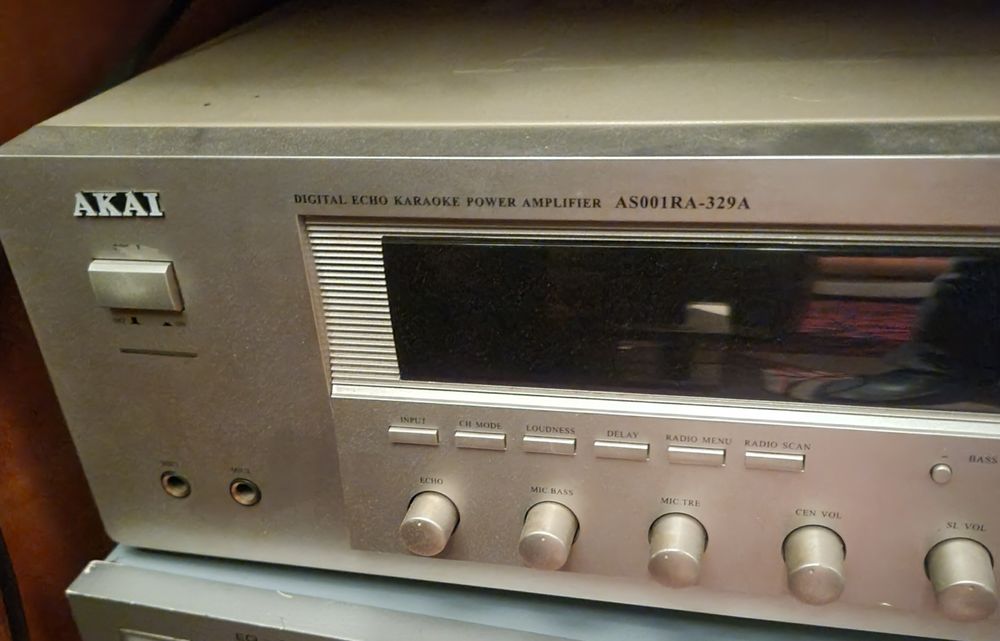 AKAI
DIGITAL ECHO KARAOKE POWER AMPLIFIER AS001RA-329A
INPUT
CH MODE
LOUDNESS
DELAY
RADIO MENU
RADIO SCAN
BASS
ECHO
MIC BASS
MIC TRE
CEN VOL
SL VOL